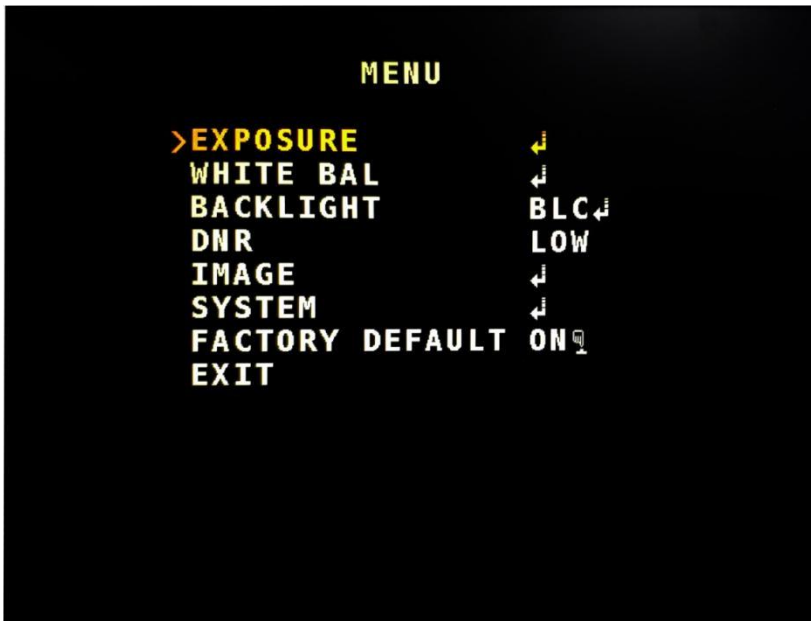 MENU
>EXPOSURE ↲
WHITE BAL ↲
BACKLIGHT BLC↲
DNR LOW
IMAGE ↲
SYSTEM ↲
FACTORY DEFAULT ON
EXIT